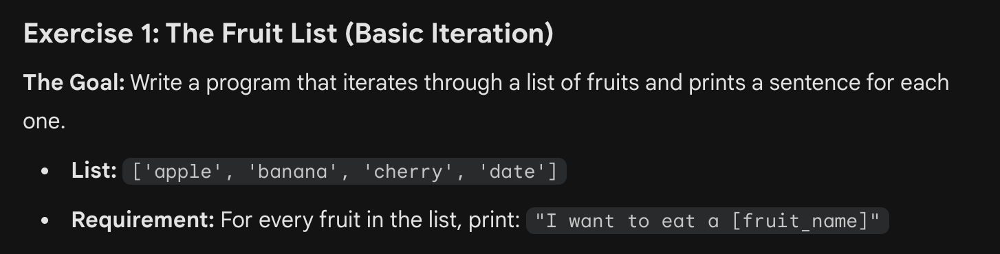 Exercise 1: The Fruit List (Basic Iteration)
The Goal: Write a program that iterates through a list of fruits and prints a sentence for each
one.
• List: ['apple', 'banana', 'cherry', 'date']
• Requirement: For every fruit in the list, print: "I want to eat a [fruit_name]"